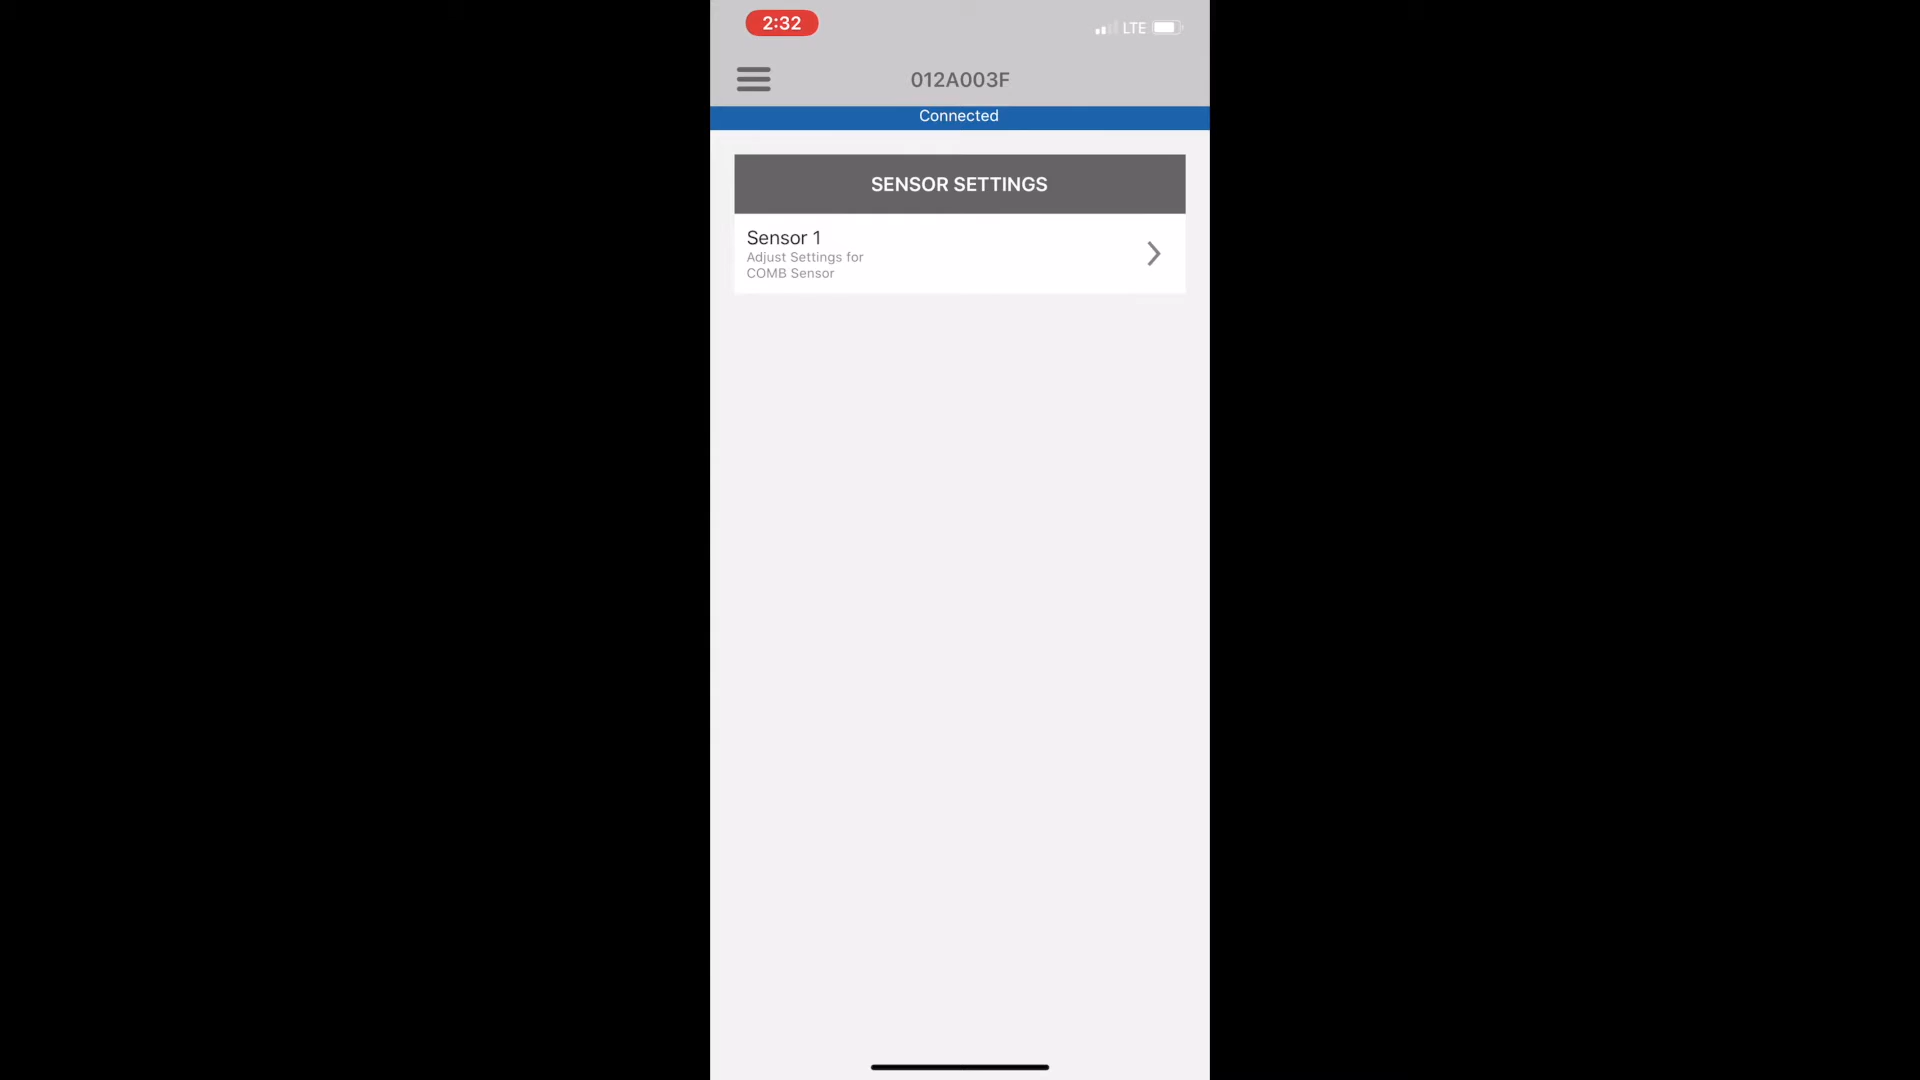 2:32
LTE
012A003F
Connected
SENSOR SETTINGS
Sensor 1
Adjust Settings for
COMB Sensor